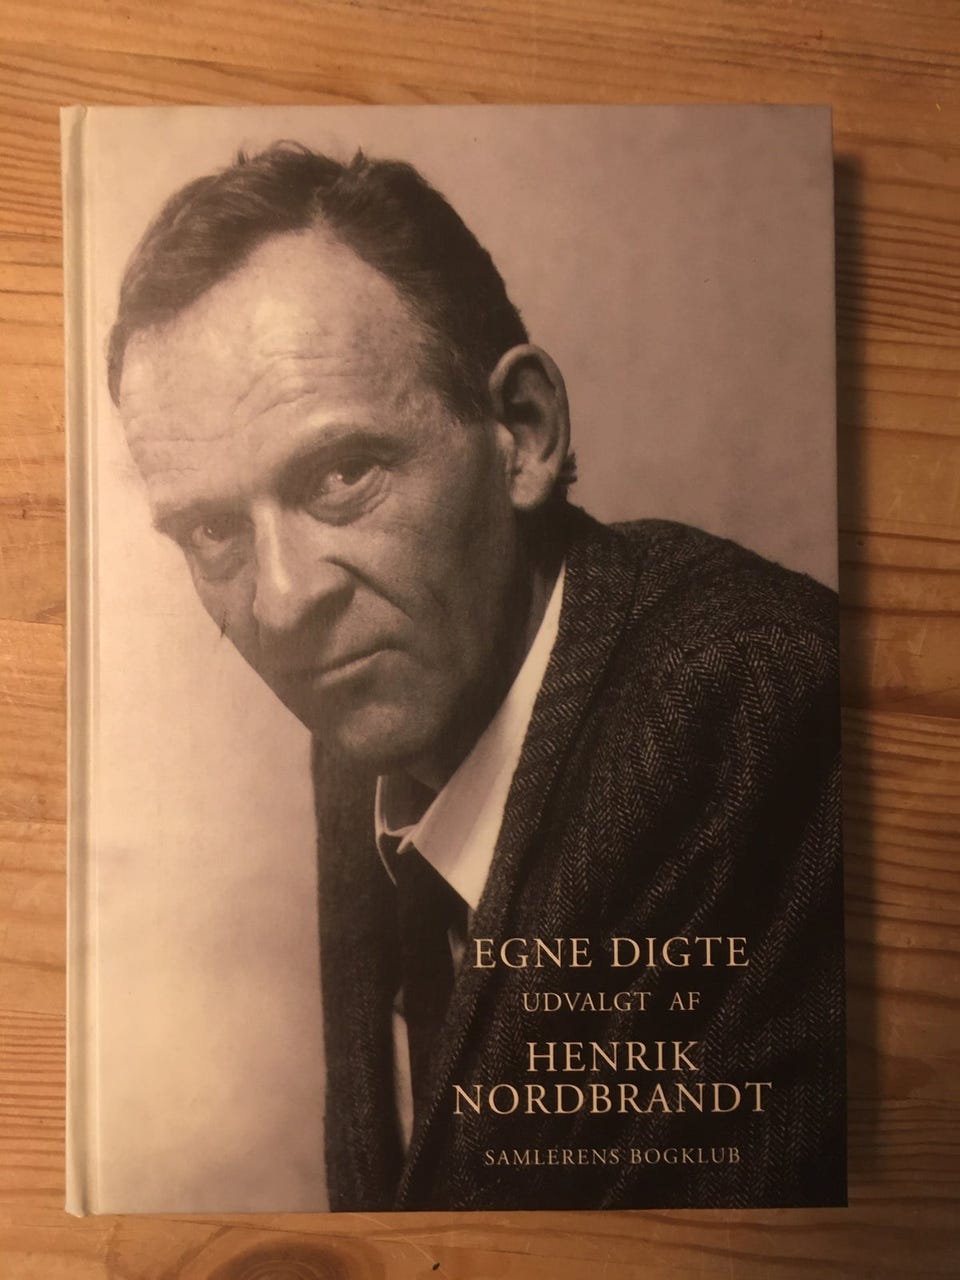 EGNE DIGTE
UDVALGT AF
HENRIK
NORDBRANDT
SAMLERENS BOGKLUB